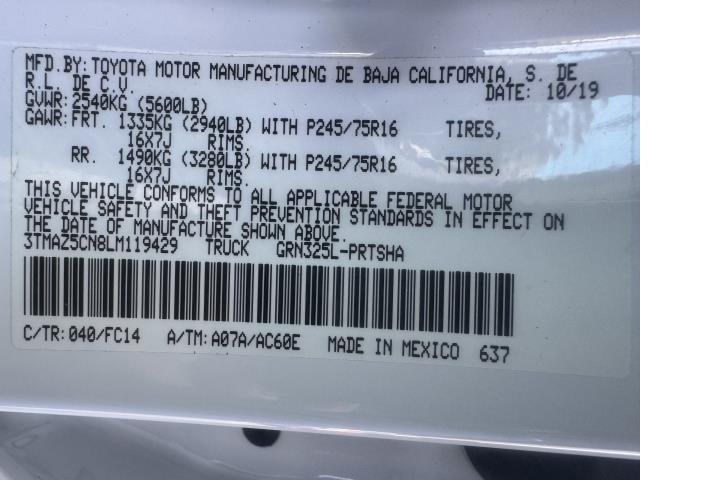 MFD.BY: TOYOTA MOTOR MANUFACTURING DE BAJA CALIFORNIA, S. DE
R.L. DE C.V. DATE: 10/19
GVWR: 2540KG (5600LB)
GAWR: FRT. 1335KG (2940LB) WITH P245/75R16 TIRES,
16X7J RIMS.
RR. 1490KG (3280LB) WITH P245/75R16 TIRES,
16X7J RIMS.
THIS VEHICLE CONFORMS TO ALL APPLICABLE FEDERAL MOTOR
VEHICLE SAFETY AND THEFT PREVENTION STANDARDS IN EFFECT ON
THE DATE OF MANUFACTURE SHOWN ABOVE.
3TMAZ5CN8LM119429 TRUCK GRN325L-PRTSHA
C/TR: 040/FC14 A/TM: A07A/AC60E MADE IN MEXICO 637